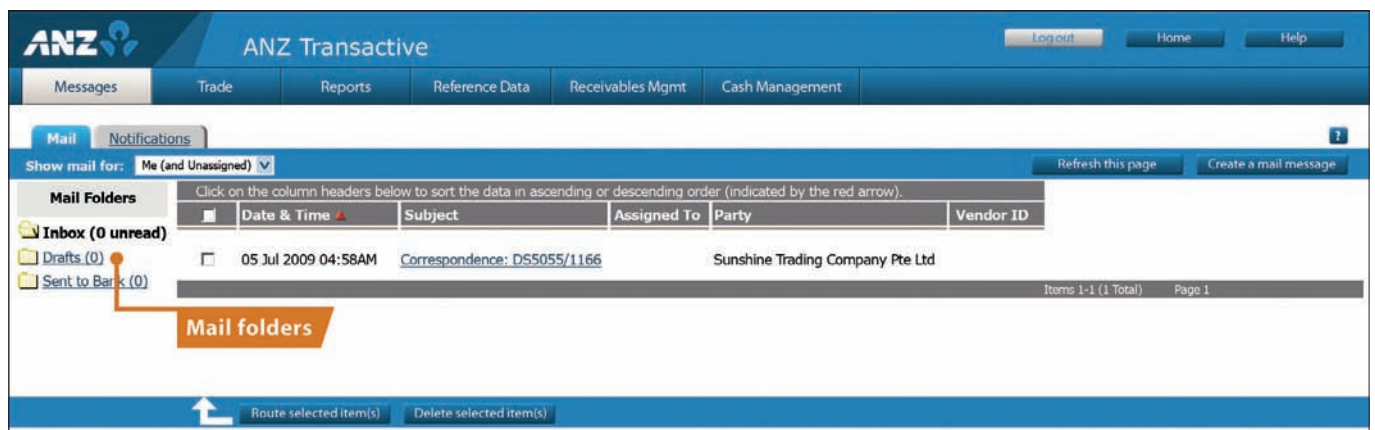 ANZ
ANZ Transactive
Log out Home Help
Messages Trade Reports Reference Data Receivables Mgmt Cash Management
Mail Notifications ?
Show mail for: Me (and Unassigned) Refresh this page Create a mail message
Mail Folders
Click on the column headers below to sort the data in ascending or descending order (indicated by the red arrow).
Date & Time Subject Assigned To Party Vendor ID
Inbox (0 unread)
Drafts (0)
05 Jul 2009 04:58AM Correspondence: DS5055/1166 Sunshine Trading Company Pte Ltd
Sent to Bank (0)
Items 1-1 (1 Total) Page 1
Mail folders
Route selected item(s) Delete selected item(s)